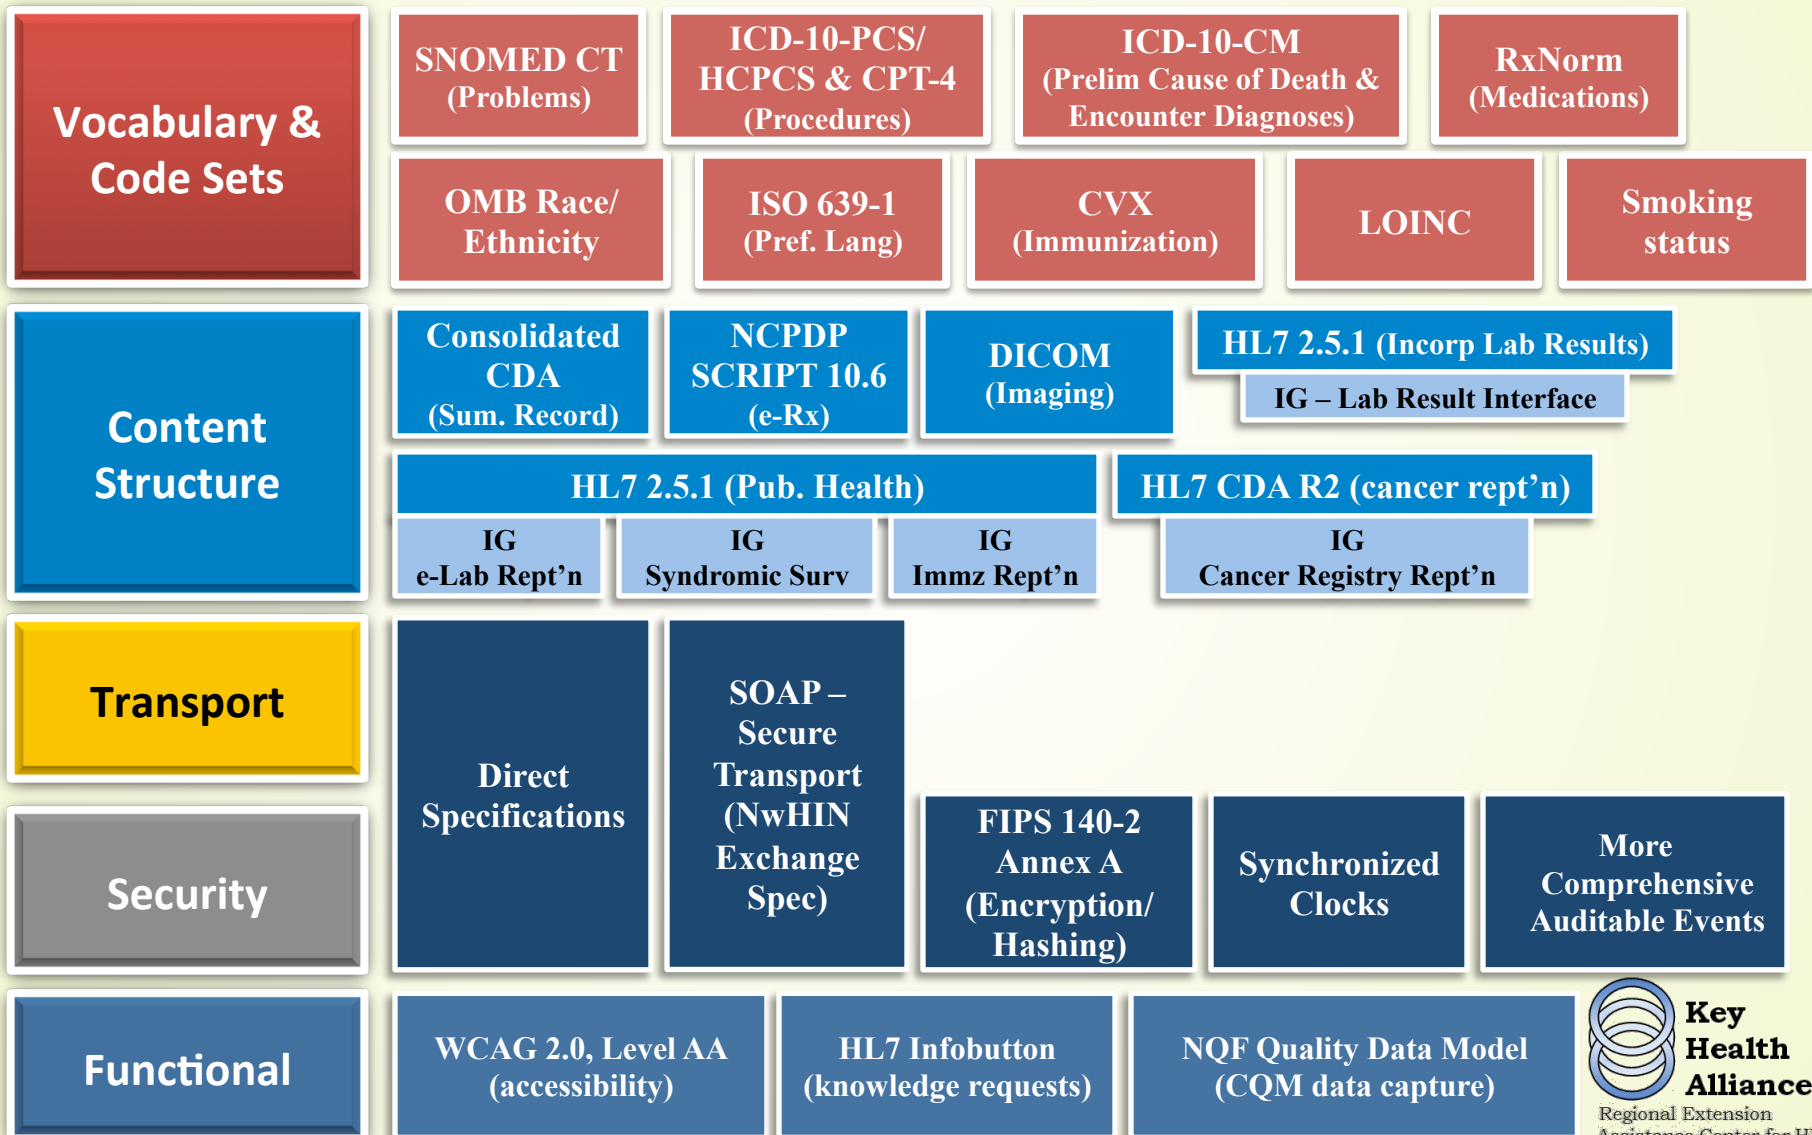 Vocabulary &
Code Sets
SNOMED CT
(Problems)
ICD-10-PCS/
HCPCS & CPT-4
(Procedures)
ICD-10-CM
(Prelim Cause of Death &
Encounter Diagnoses)
RxNorm
(Medications)
OMB Race/
Ethnicity
ISO 639-1
(Pref. Lang)
CVX
(Immunization)
LOINC
Smoking
status
Content
Structure
Consolidated
CDA
(Sum. Record)
NCPDP
SCRIPT 10.6
(e-Rx)
DICOM
(Imaging)
HL7 2.5.1 (Incorp Lab Results)
IG – Lab Result Interface
HL7 2.5.1 (Pub. Health)
IG
e-Lab Rept’n
IG
Syndromic Surv
IG
Immz Rept’n
HL7 CDA R2 (cancer rept’n)
IG
Cancer Registry Rept’n
Transport
Direct
Specifications
SOAP –
Secure
Transport
(NwHIN
Exchange
Spec)
Security
FIPS 140-2
Annex A
(Encryption/
Hashing)
Synchronized
Clocks
More
Comprehensive
Auditable Events
Functional
WCAG 2.0, Level AA
(accessibility)
HL7 Infobutton
(knowledge requests)
NQF Quality Data Model
(CQM data capture)
Key
Health
Alliance
Regional Extension
Assistance Center for